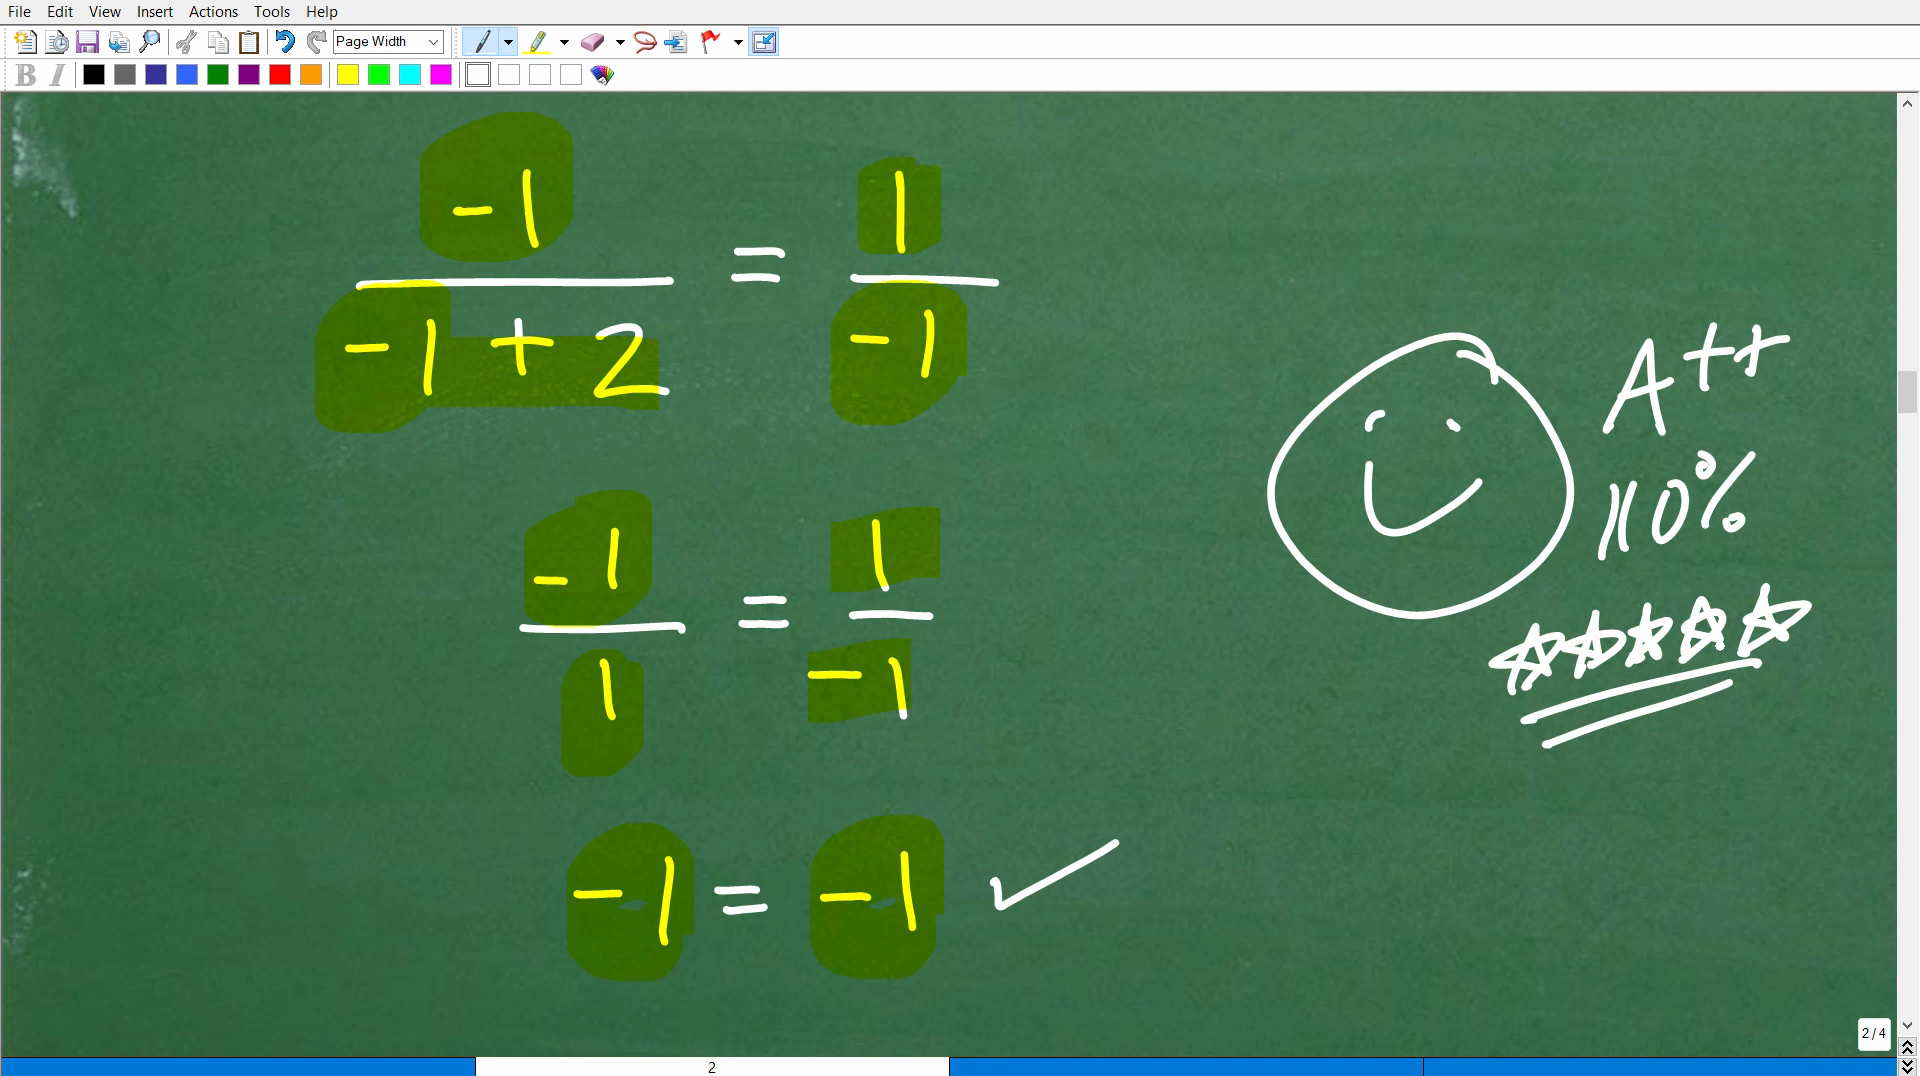 File Edit View Insert Actions Tools Help
Page Width
B I
-1 = 1
-1 + 2 -1
A++
110%
-1 = 1
1 -1
-1 = -1
2 / 4
2